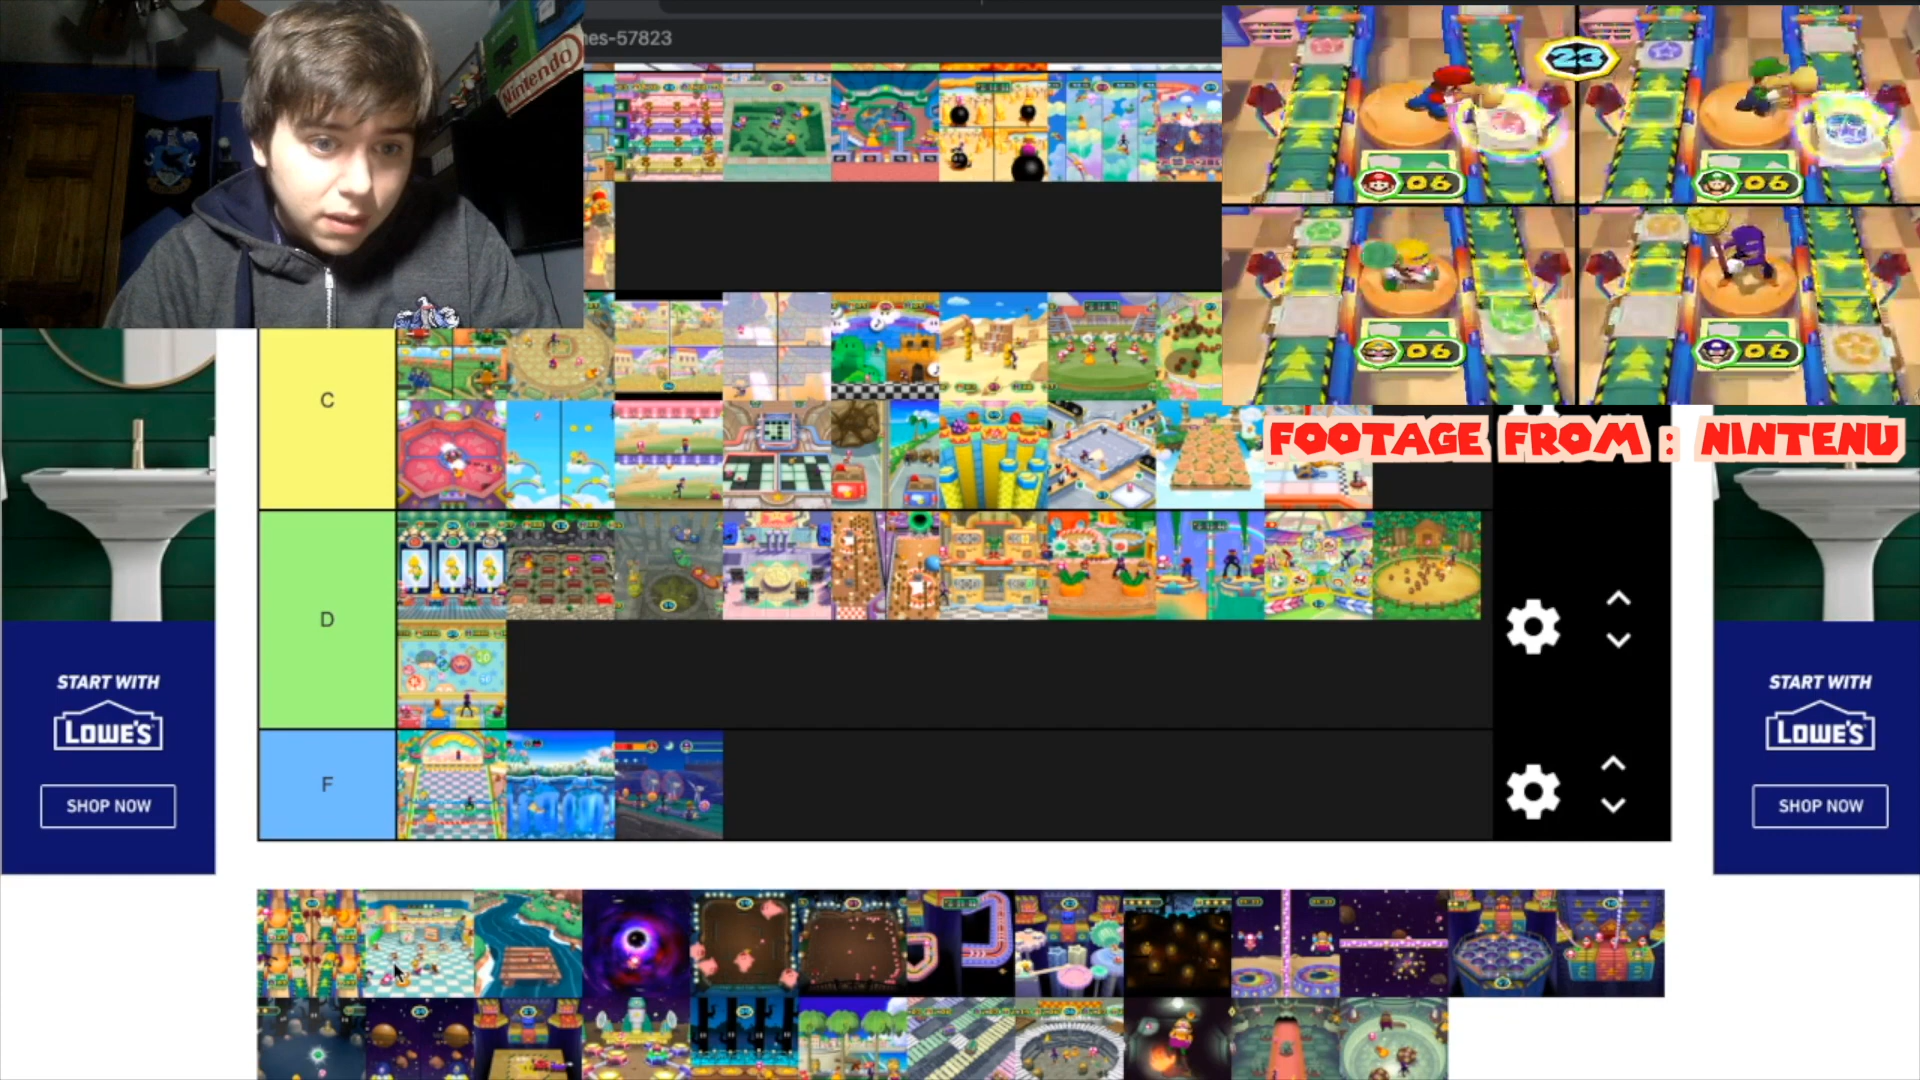 nes-57823
Nintendo
23
06
06
06
06
FOOTAGE FROM : NINTENU
C
D
F
START WITH
LOWE'S
SHOP NOW
START WITH
LOWE'S
SHOP NOW